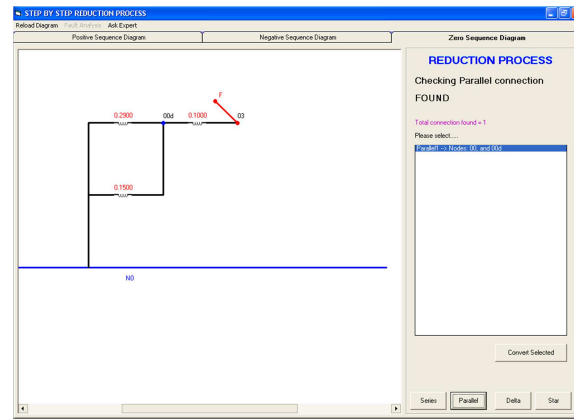 STEP BY STEP REDUCTION PROCESS
Reload Diagram Fault Analysis Ask Expert
Positive Sequence Diagram Negative Sequence Diagram Zero Sequence Diagram
REDUCTION PROCESS
Checking Parallel connection
FOUND
Total connection found = 1
Please select.....
Parallel1 --> Nodes: 00, and 00d
F
0.2900 00d 0.1000 03
0.1500
N0
Convert Selected
Series Parallel Delta Star